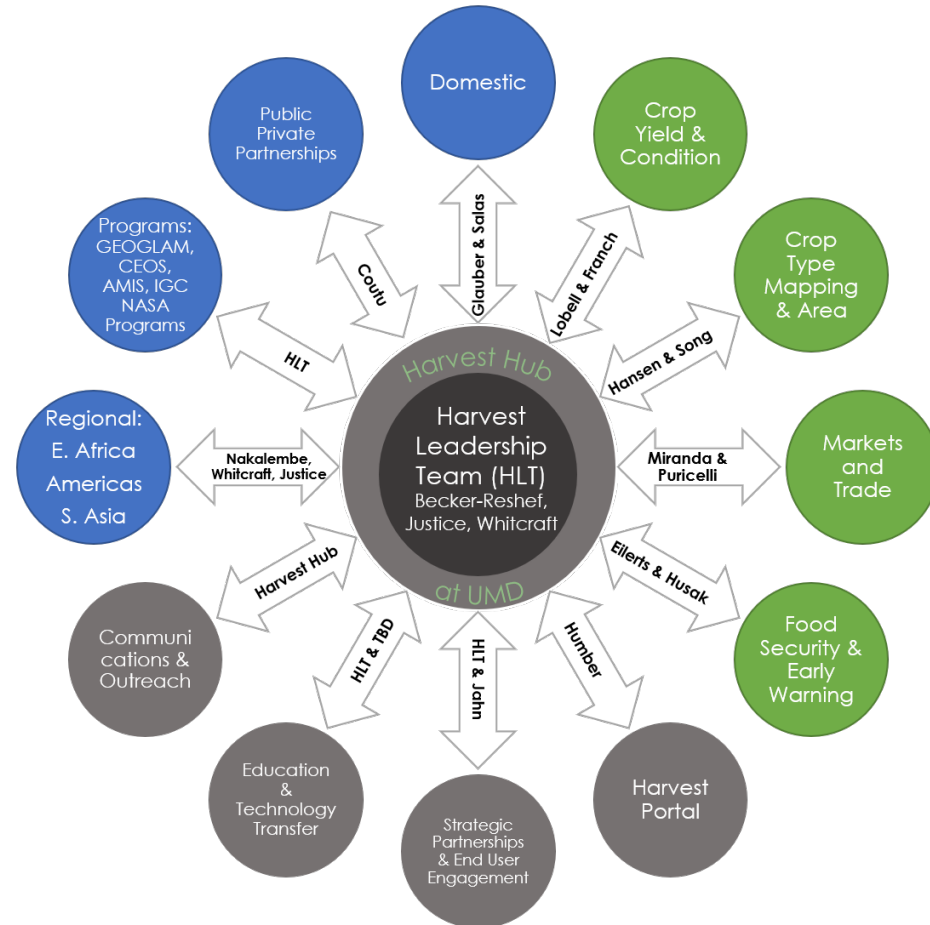 Domestic
Glauber & Salas
Crop
Yield &
Condition
Lobell & Franch
Crop
Type
Mapping
& Area
Hansen & Song
Markets
and
Trade
Miranda &
Puricelli
Food
Security &
Early
Warning
Eilerts & Husak
Harvest
Portal
Humber
Strategic
Partnerships
& End User
Engagement
HLT & Jahn
Education
&
Technology
Transfer
HLT & TBD
Communi
cations &
Outreach
Harvest Hub
Regional:
E. Africa
Americas
S. Asia
Nakalembe,
Whitcraft, Justice
Programs:
GEOGLAM,
CEOS,
AMIS, IGC
NASA
Programs
HLT
Public
Private
Partnerships
Coutu
Harvest Hub
Harvest
Leadership
Team (HLT)
Becker-Reshef,
Justice, Whitcraft
at UMD